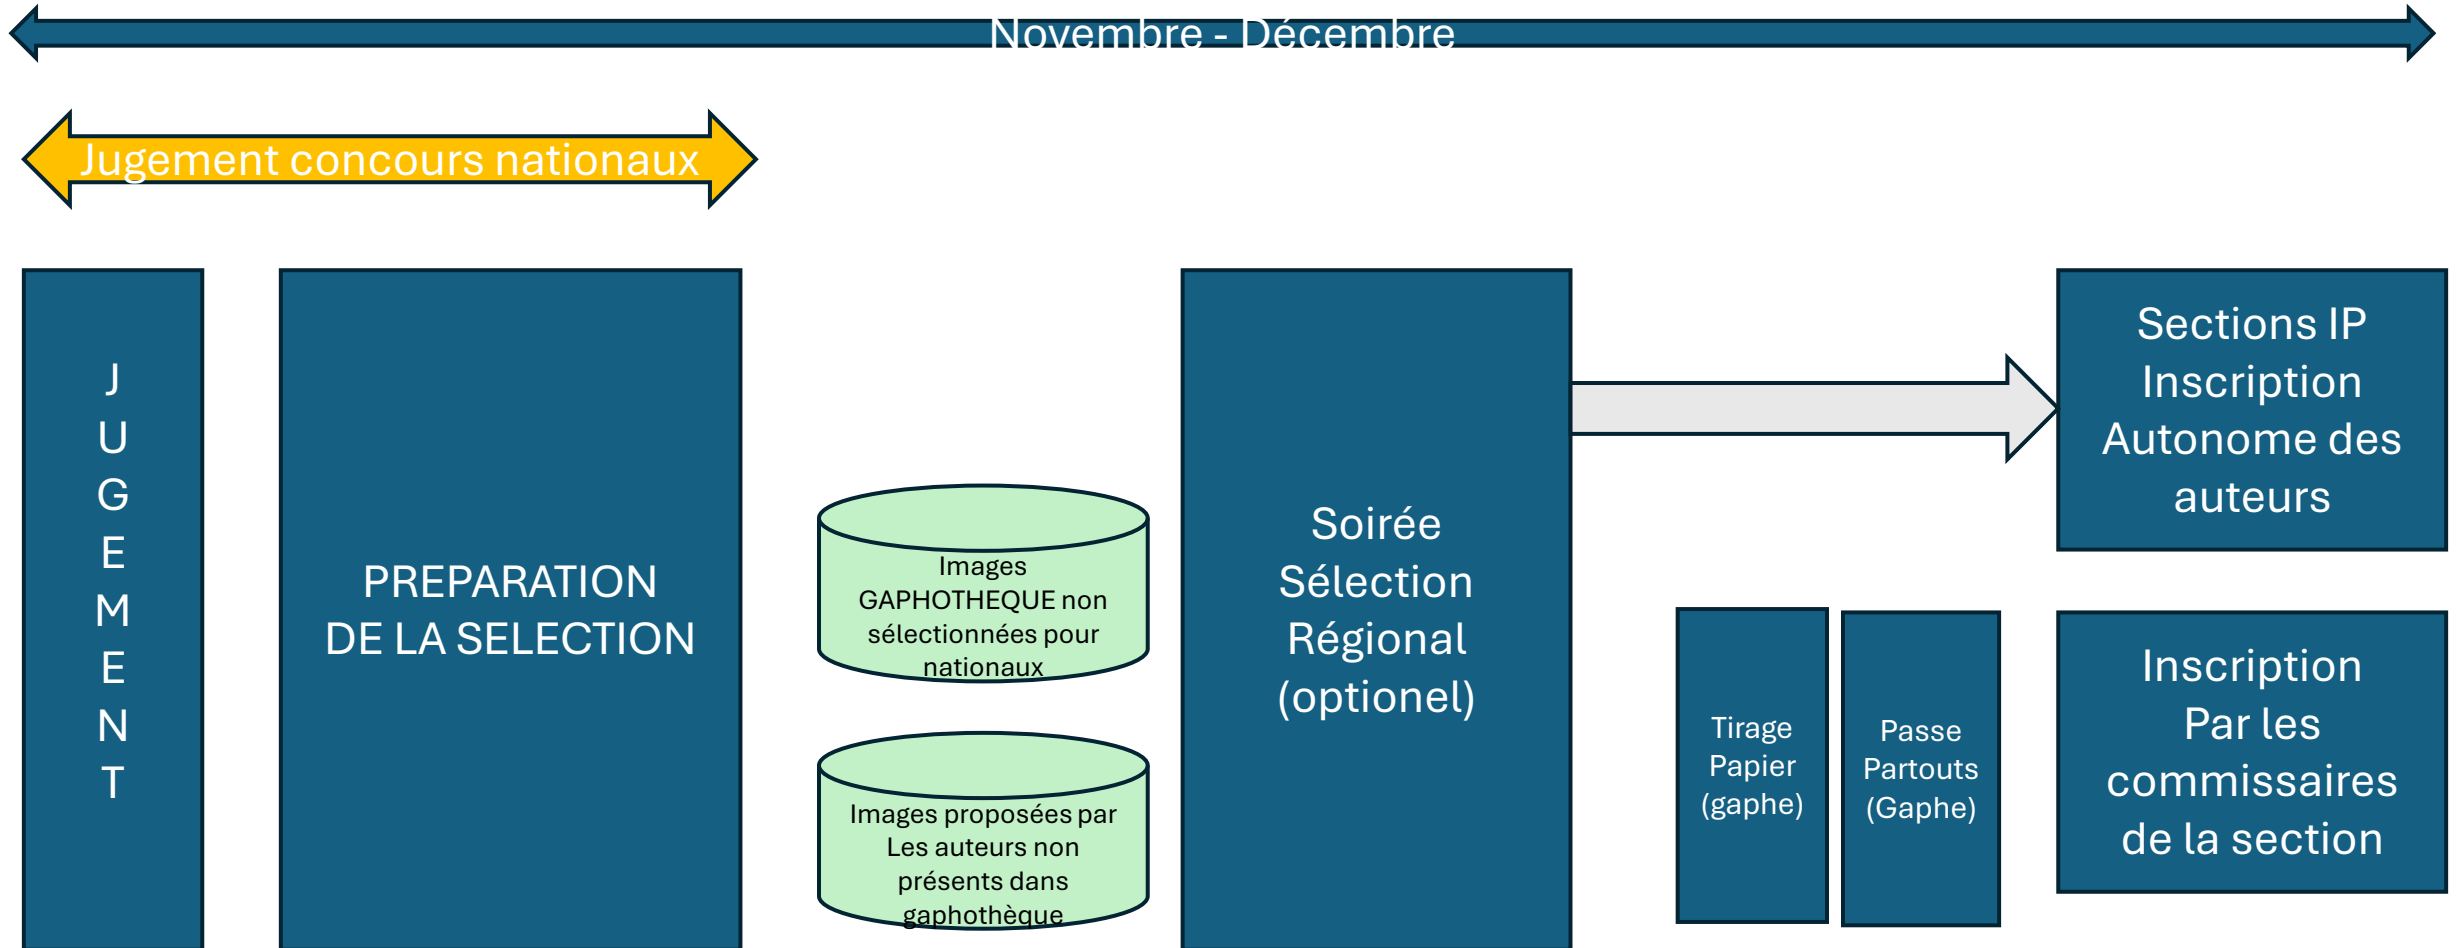 Novembre - Décembre
Jugement concours nationaux
J
U
G
E
M
E
N
T
PREPARATION
DE LA SELECTION
Images
GAPHOTHEQUE non
sélectionnées pour
nationaux
Images proposées par
Les auteurs non
présents dans
gaphothèque
Soirée
Sélection
Régional
(optionel)
Tirage
Papier
(gaphe)
Passe
Partouts
(Gaphe)
Sections IP
Inscription
Autonome des
auteurs
Inscription
Par les
commissaires
de la section